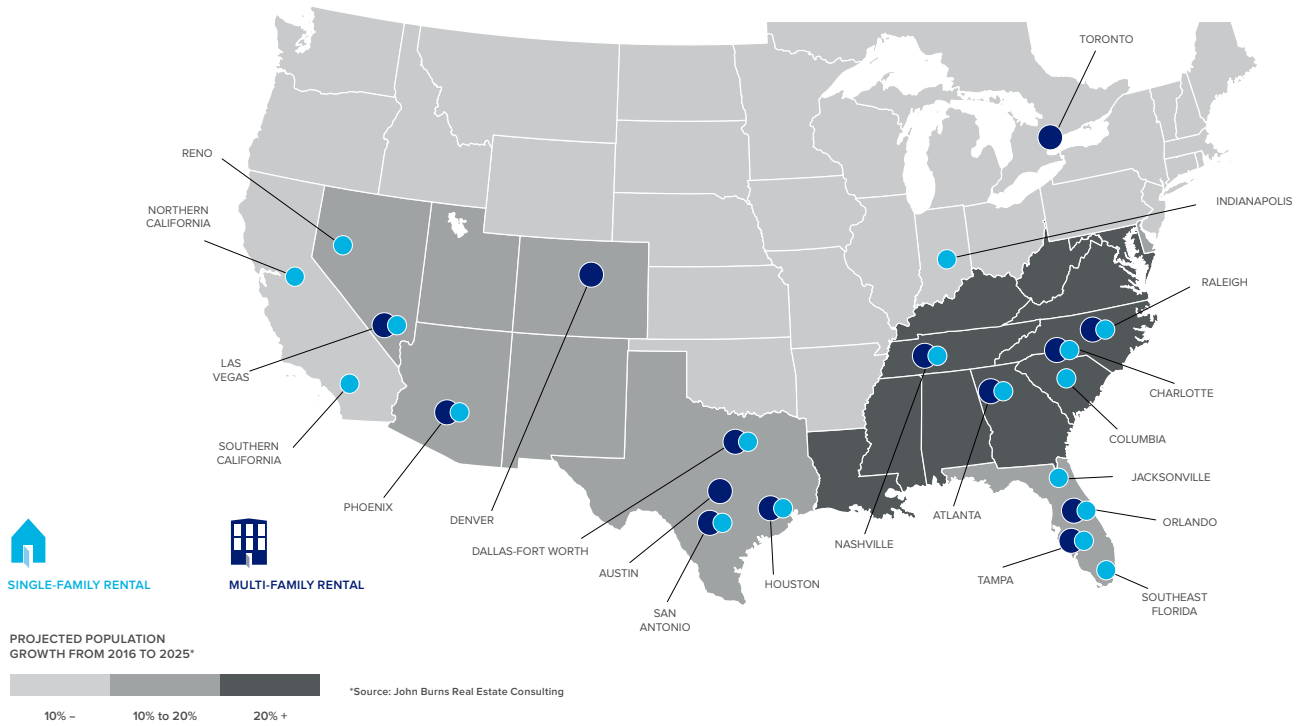 TORONTO
RENO
INDIANAPOLIS
NORTHERN
CALIFORNIA
RALEIGH
LAS
VEGAS
CHARLOTTE
SOUTHERN
CALIFORNIA
COLUMBIA
JACKSONVILLE
PHOENIX
DENVER
ATLANTA
ORLANDO
DALLAS-FORT WORTH
NASHVILLE
AUSTIN
HOUSTON
TAMPA
SOUTHEAST
FLORIDA
SAN
ANTONIO
SINGLE-FAMILY RENTAL
MULTI-FAMILY RENTAL
PROJECTED POPULATION
GROWTH FROM 2016 TO 2025*
*Source: John Burns Real Estate Consulting
10% –
10% to 20%
20% +